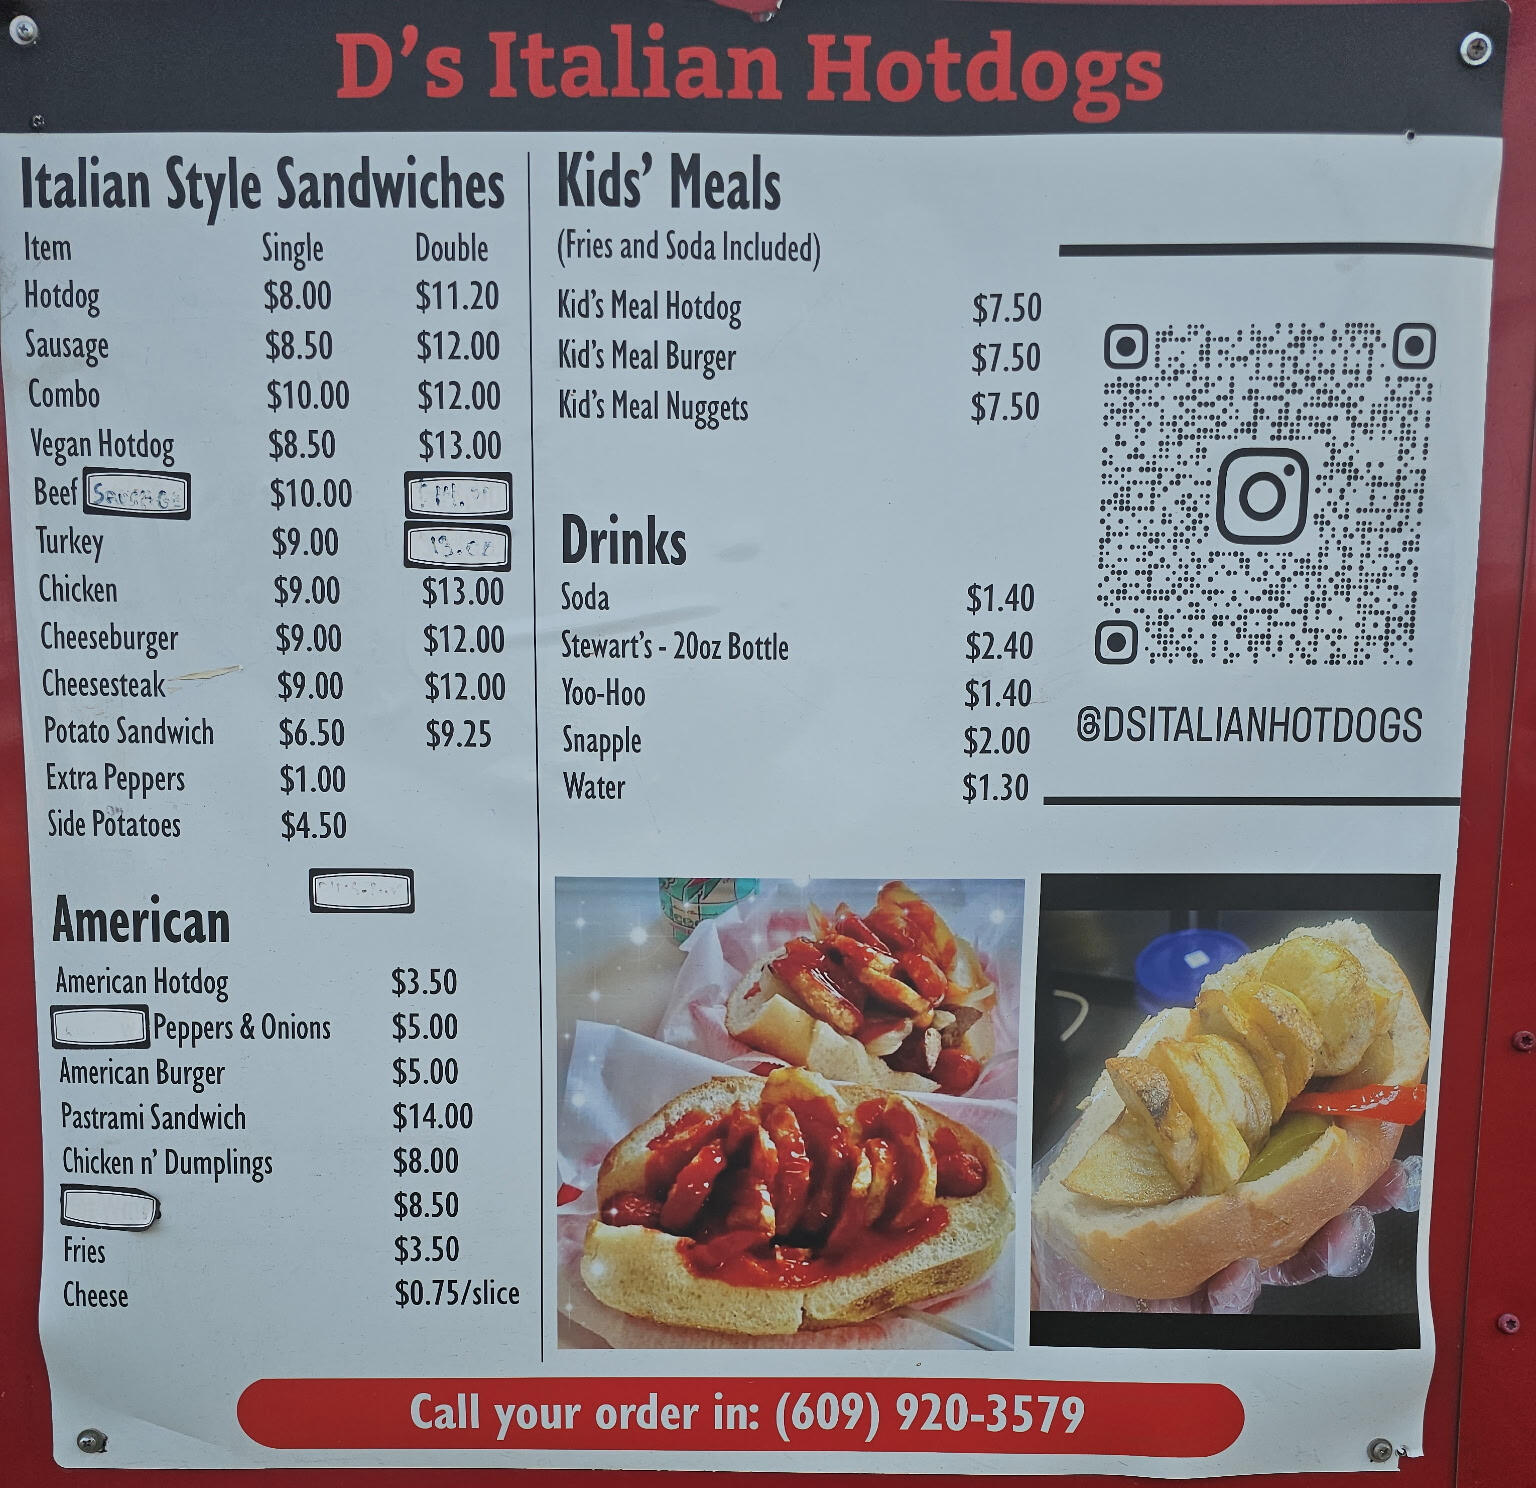 D's Italian Hotdogs
Italian Style Sandwiches
Item Single Double
Hotdog $8.00 $11.20
Sausage $8.50 $12.00
Combo $10.00 $12.00
Vegan Hotdog $8.50 $13.00
Beef Sausage $10.00
Turkey $9.00
Chicken $9.00 $13.00
Cheeseburger $9.00 $12.00
Cheesesteak $9.00 $12.00
Potato Sandwich $6.50 $9.25
Extra Peppers $1.00
Side Potatoes $4.50
American
American Hotdog $3.50
Peppers & Onions $5.00
American Burger $5.00
Pastrami Sandwich $14.00
Chicken n' Dumplings $8.00
$8.50
Fries $3.50
Cheese $0.75/slice
Kids' Meals
(Fries and Soda Included)
Kid's Meal Hotdog $7.50
Kid's Meal Burger $7.50
Kid's Meal Nuggets $7.50
Drinks
Soda $1.40
Stewart's - 20oz Bottle $2.40
Yoo-Hoo $1.40
Snapple $2.00
Water $1.30
@DSITALIANHOTDOGS
Call your order in: (609) 920-3579